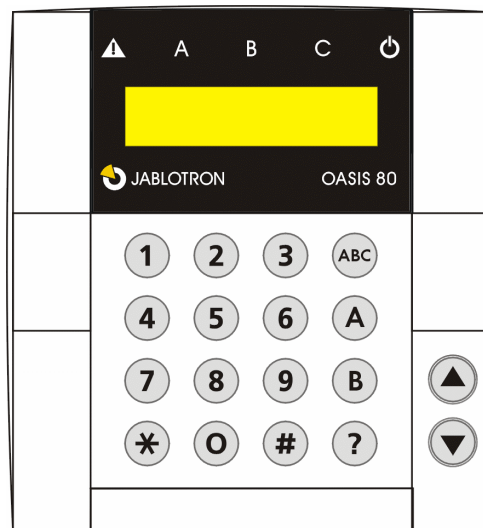 A B C
JABLOTRON OASIS 80
1 2 3 ABC
4 5 6 A
7 8 9 B
* 0 # ?